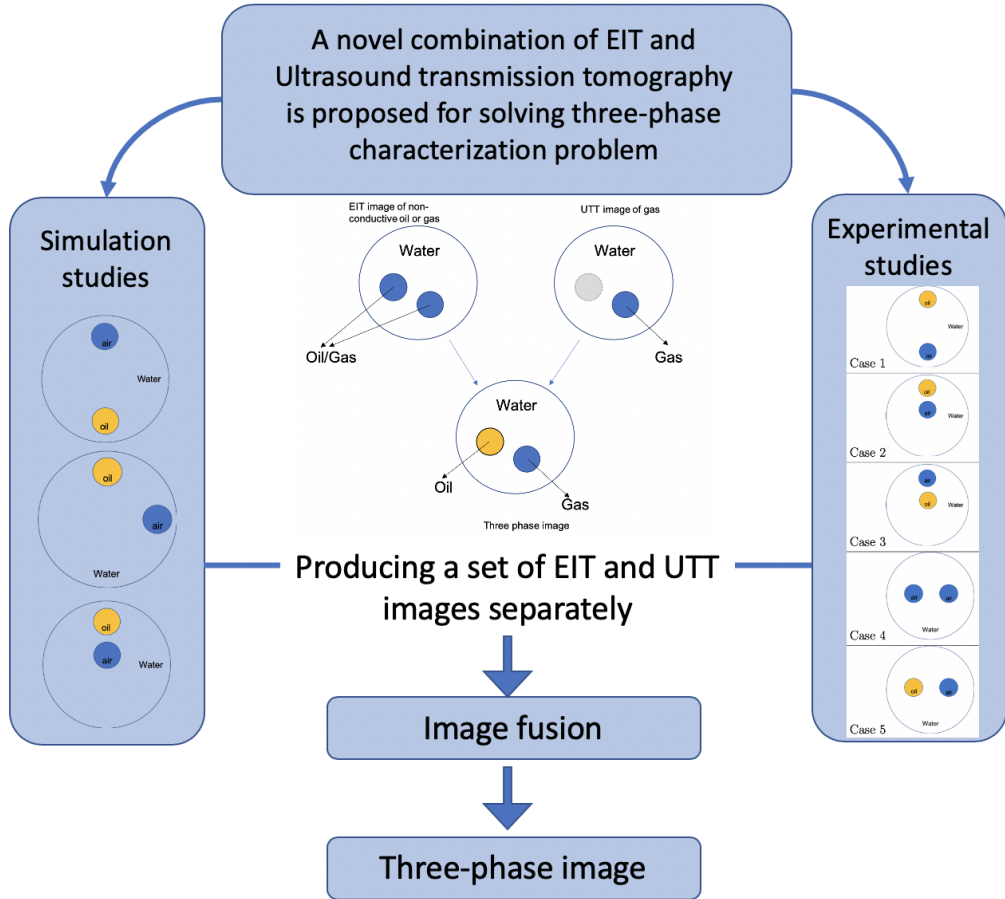 A novel combination of EIT and
Ultrasound transmission tomography
is proposed for solving three-phase
characterization problem
Simulation
studies
air
Water
oil
oil
air
Water
oil
air
Water
EIT image of non-
conductive oil or gas
Water
Oil/Gas
UTT image of gas
Water
Gas
Water
Oil
Gas
Three phase image
Experimental
studies
oil
Water
air
Case 1
oil
air
Water
Case 2
air
oil
Water
Case 3
air
air
Water
Case 4
oil
air
Water
Case 5
Producing a set of EIT and UTT
images separately
Image fusion
Three-phase image